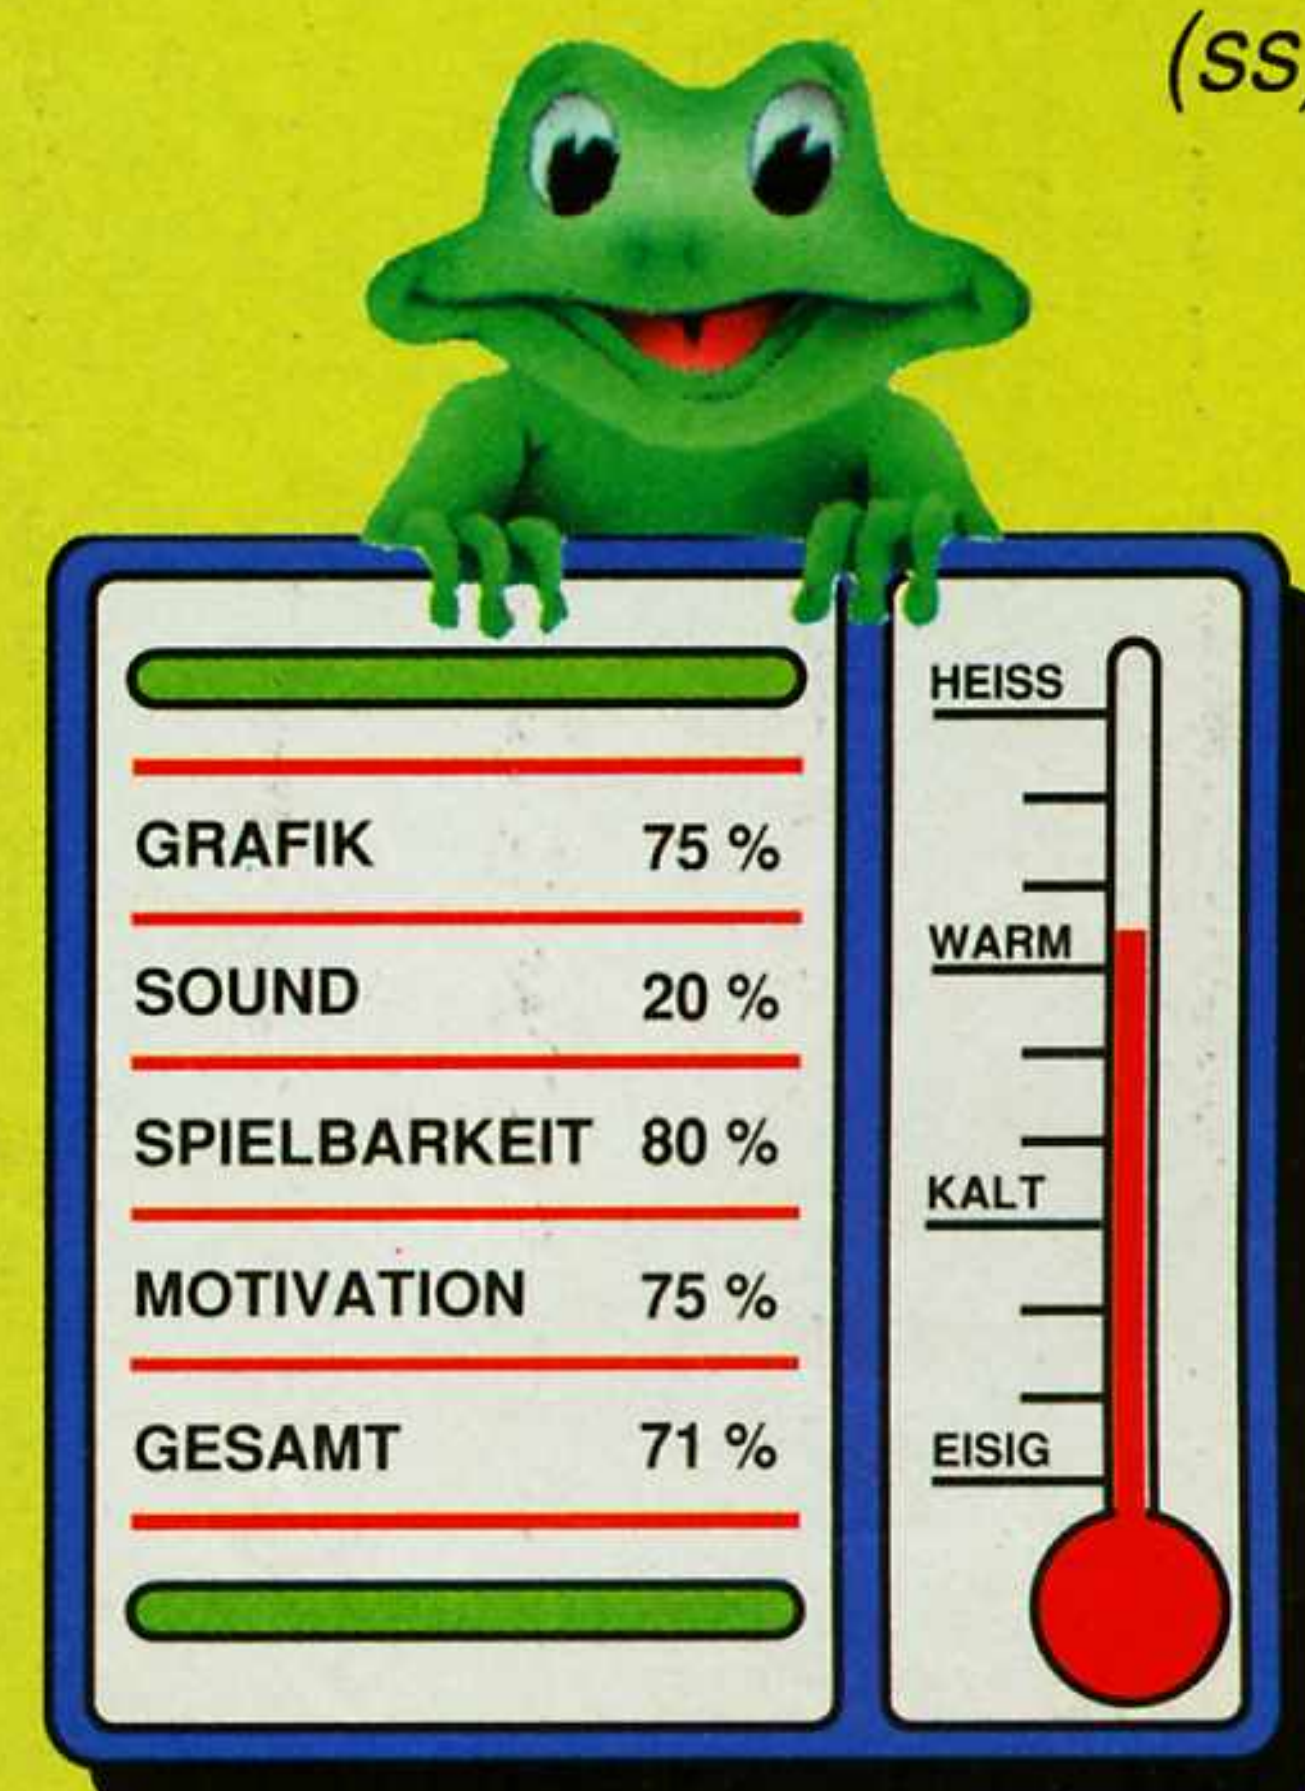 (ss)
GRAFIK 75 %
SOUND 20 %
SPIELBARKEIT 80 %
MOTIVATION 75 %
GESAMT 71 %
HEISS
WARM
KALT
EISIG